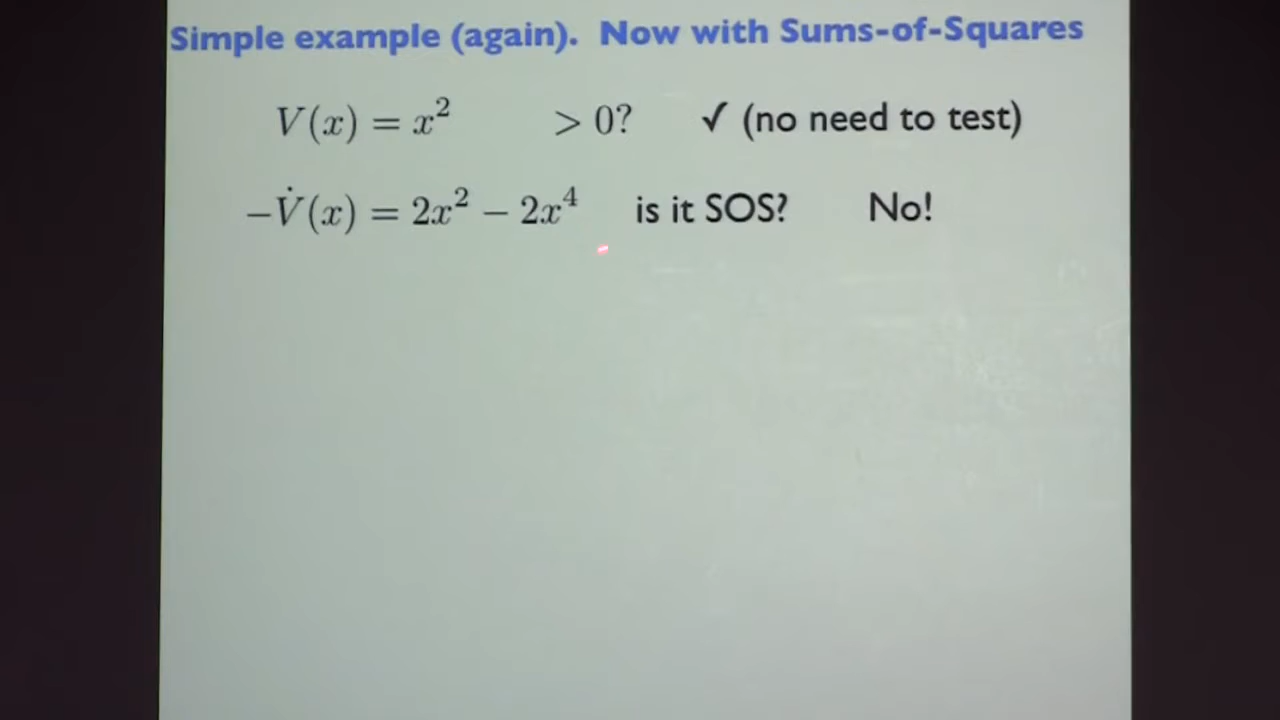 Simple example (again). Now with Sums-of-Squares
V(x) = x² > 0? ✓ (no need to test)
−V̇(x) = 2x² − 2x⁴ is it SOS? No!